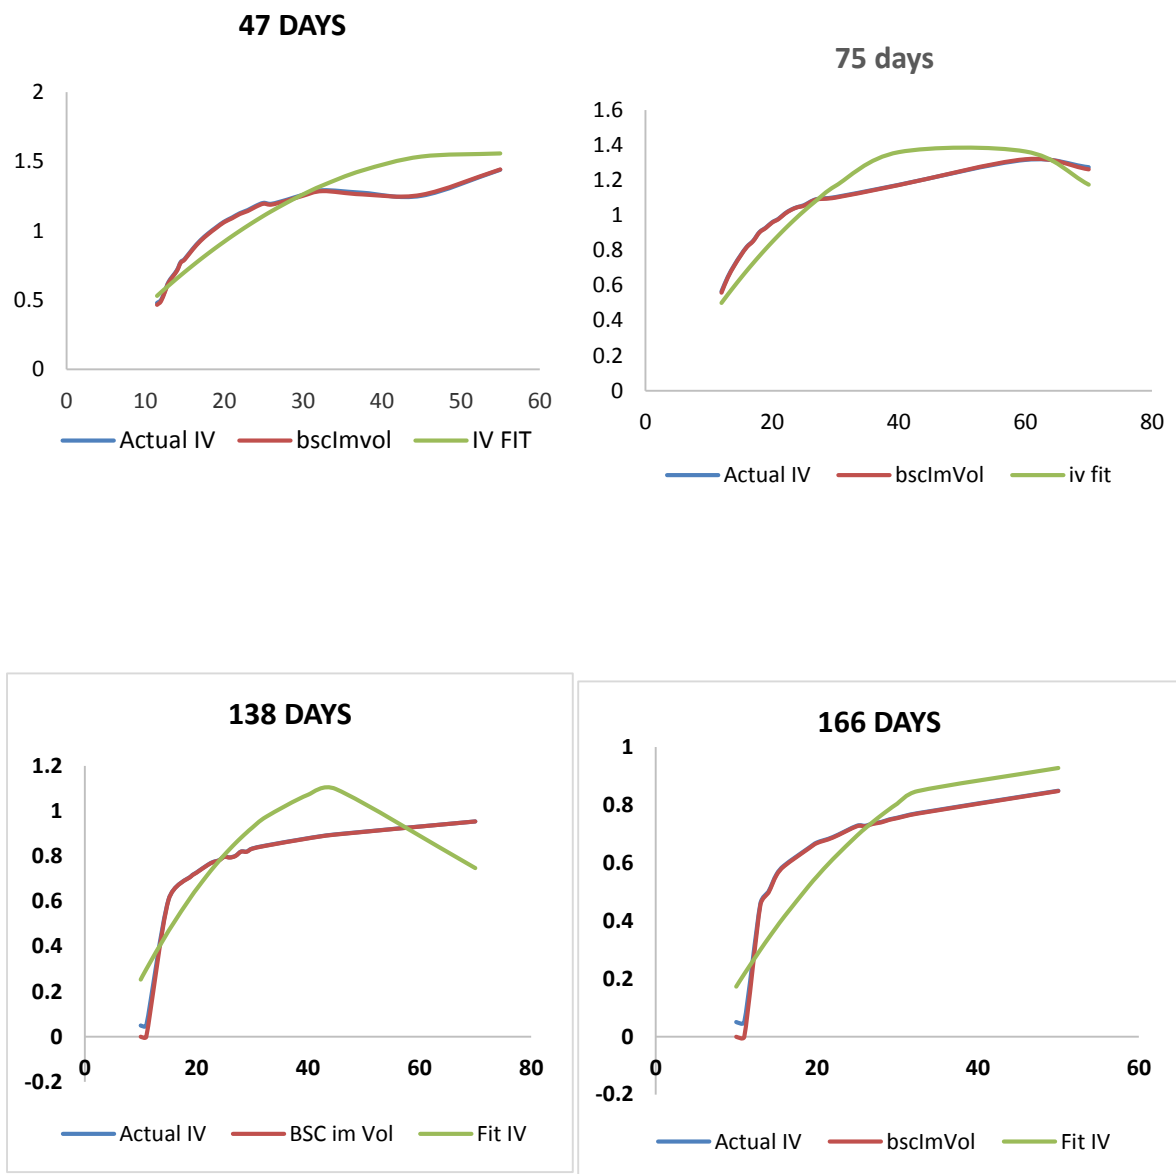 47 DAYS
2
1.5
1
0.5
0
0 10 20 30 40 50 60
Actual IV bscImvol IV FIT
75 days
1.6
1.4
1.2
1
0.8
0.6
0.4
0.2
0
0 20 40 60 80
Actual IV bscImVol iv fit
138 DAYS
1.2
1
0.8
0.6
0.4
0.2
0
-0.2
0 20 40 60 80
Actual IV BSC im Vol Fit IV
166 DAYS
1
0.8
0.6
0.4
0.2
0
-0.2
0 20 40 60
Actual IV bscImVol Fit IV